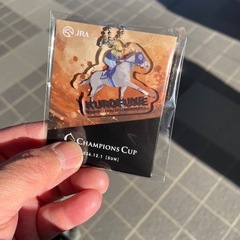 JRA
KUROFUNE
CHAMPIONS CUP
2024.12.1 [SUN]